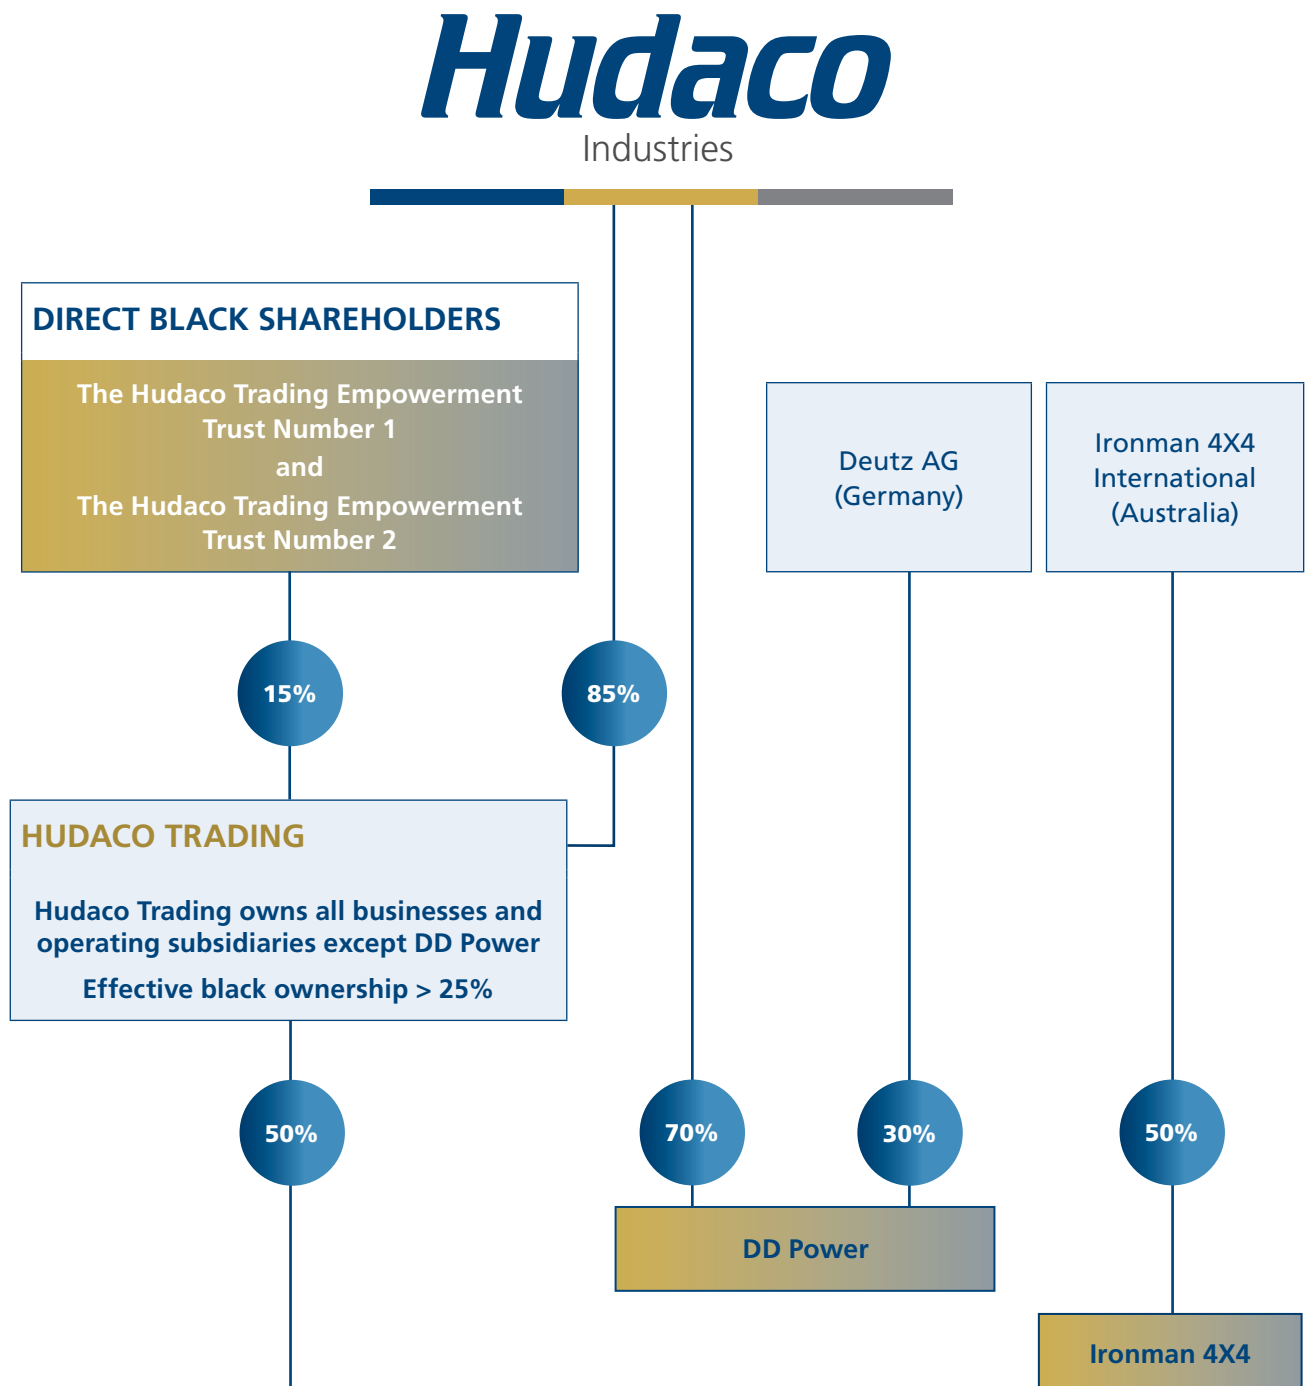 Hudaco
Industries
DIRECT BLACK SHAREHOLDERS
The Hudaco Trading Empowerment
Trust Number 1
and
The Hudaco Trading Empowerment
Trust Number 2
Deutz AG
(Germany)
Ironman 4X4
International
(Australia)
15%
85%
HUDACO TRADING
Hudaco Trading owns all businesses and
operating subsidiaries except DD Power
Effective black ownership > 25%
50%
70%
30%
50%
DD Power
Ironman 4X4